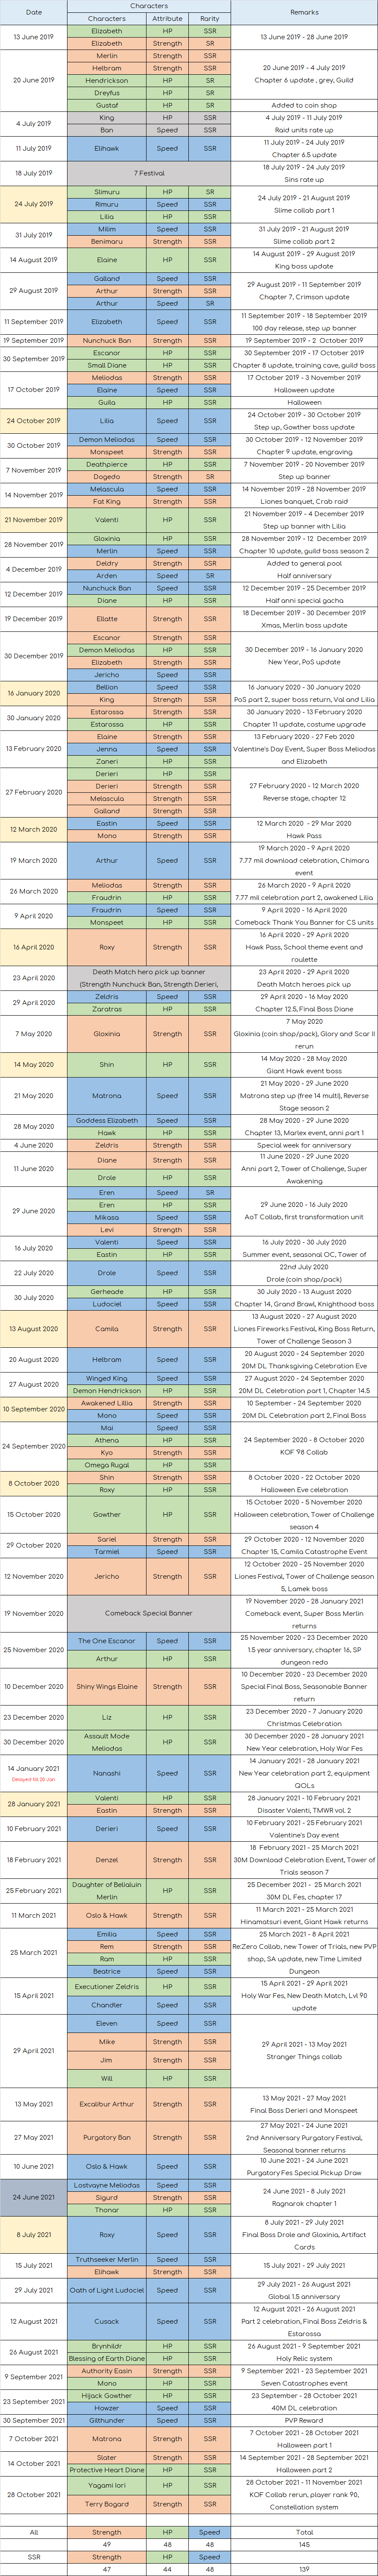 Date Characters Remarks
Characters Attribute Rarity
13 June 2019 Elizabeth HP SSR 13 June 2019 - 28 June 2019
Elizabeth Strength SR
20 June 2019 Merlin Strength SSR 20 June 2019 - 4 July 2019
Helbram Strength SSR Chapter 6 update , grey, Guild
Hendrickson HP SR
Dreyfus HP SR
Gustaf HP SR Added to coin shop
4 July 2019 King HP SSR 4 July 2019 - 11 July 2019
Ban Speed SSR Raid units rate up
11 July 2019 Elihawk Speed SSR 11 July 2019 - 24 July 2019
Chapter 6.5 update
18 July 2019 7 Festival 18 July 2019 - 24 July 2019
Sins rate up
24 July 2019 Slimuru HP SR 24 July 2019 - 21 August 2019
Rimuru Speed SSR Slime collab part 1
Lilia HP SSR
31 July 2019 Milim Speed SSR 31 July 2019 - 21 August 2019
Benimaru Strength SSR Slime collab part 2
14 August 2019 Elaine HP SSR 14 August 2019 - 29 August 2019
King boss update
29 August 2019 Galland Speed SSR 29 August 2019 - 11 September 2019
Arthur Strength SSR Chapter 7, Crimson update
Arthur Speed SR
11 September 2019 Elizabeth Speed SSR 11 September 2019 - 18 September 2019
100 day release, step up banner
19 September 2019 Nunchuck Ban Strength SSR 19 September 2019 - 2 October 2019
30 September 2019 Escanor HP SSR 30 September 2019 - 17 October 2019
Small Diane HP SSR Chapter 8 update, training cave, guild boss
17 October 2019 Meliodas Strength SSR 17 October 2019 - 3 November 2019
Elaine Speed SSR Halloween update
Guila HP SSR Halloween
24 October 2019 Lilia Speed SSR 24 October 2019 - 30 October 2019
Step up, Gowther boss update
30 October 2019 Demon Meliodas Speed SSR 30 October 2019 - 12 November 2019
Monspeet Strength SSR Chapter 9 update, engraving
7 November 2019 Deathpierce HP SSR 7 November 2019 - 20 November 2019
Dogedo Strength SR Step up banner
14 November 2019 Melascula Speed SSR 14 November 2019 - 28 November 2019
Fat King Strength SSR Liones banquet, Crab raid
21 November 2019 Valenti HP SSR 21 November 2019 - 4 December 2019
Step up banner with Lilia
28 November 2019 Gloxinia HP SSR 28 November 2019 - 12 December 2019
Merlin Speed SSR Chapter 10 update, guild boss season 2
4 December 2019 Deldry Strength SSR Added to general pool
Arden Speed SR Half anniversary
12 December 2019 Nunchuck Ban Speed SSR 12 December 2019 - 25 December 2019
Diane HP SSR Half anni special gacha
19 December 2019 Ellatte Strength SSR 18 December 2019 - 30 December 2019
Xmas, Merlin boss update
30 December 2019 Escanor Strength SSR 30 December 2019 - 16 January 2020
Demon Meliodas HP SSR New Year, PoS update
Elizabeth Strength SSR
Jericho Speed SSR
16 January 2020 Bellion Speed SSR 16 January 2020 - 30 January 2020
King Strength SSR PoS part 2, super boss return, Val and Lilia
30 January 2020 Estarossa Strength SSR 30 January 2020 - 13 February 2020
Estarossa HP SSR Chapter 11 update, costume upgrade
13 February 2020 Elaine Strength SSR 13 February 2020 - 27 Feb 2020
Jenna Speed SSR Valentine's Day Event, Super Boss Meliodas
Zaneri HP SSR and Elizabeth
27 February 2020 Derieri HP SSR 27 February 2020 - 12 March 2020
Derieri Strength SSR Reverse stage, chapter 12
Melascula Strength SSR
Galland Strength SSR
12 March 2020 Eastin Speed SSR 12 March 2020 - 29 Mar 2020
Mono Strength SSR Hawk Pass
19 March 2020 Arthur Speed SSR 19 March 2020 - 9 April 2020
7.77 mil download celebration, Chimara
event
26 March 2020 Meliodas Strength SSR 26 March 2020 - 9 April 2020
Fraudrin HP SSR 7.77 mil celebration part 2, awakened Lilia
9 April 2020 Fraudrin Speed SSR 9 April 2020 - 16 April 2020
Monspeet HP SSR Comeback Thank You Banner for CS units
16 April 2020 Roxy Strength SSR 16 April 2020 - 29 April 2020
Hawk Pass, School theme event and
roulette
23 April 2020 Death Match hero pick up banner 23 April 2020 - 29 April 2020
(Strength Nunchuck Ban, Strength Derieri, Death Match heroes pick up
29 April 2020 Zeldris Speed SSR 29 April 2020 - 16 May 2020
Zaratras HP SSR Chapter 12.5, Final Boss Diane
7 May 2020 Gloxinia Strength SSR 7 May 2020
Gloxinia (coin shop/pack), Glory and Scar II
rerun
14 May 2020 Shin HP SSR 14 May 2020 - 28 May 2020
Giant Hawk event boss
21 May 2020 Matrona Speed SSR 21 May 2020 - 29 June 2020
Matrona step up (free 14 multi), Reverse
Stage season 2
28 May 2020 Goddess Elizabeth Speed SSR 28 May 2020 - 29 June 2020
Hawk HP SSR Chapter 13, Marlex event, anni part 1
4 June 2020 Zeldris Strength SSR Special week for anniversary
11 June 2020 Diane Strength SSR 11 June 2020 - 29 June 2020
Anni part 2, Tower of Challenge, Super
Drole HP SSR Awakening
29 June 2020 Eren Speed SR 29 June 2020 - 16 July 2020
Eren HP SSR AoT Collab, first transformation unit
Mikasa Speed SSR
Levi Strength SSR
16 July 2020 Valenti Speed SSR 16 July 2020 - 30 July 2020
Eastin HP SSR Summer event, seasonal OC, Tower of
22 July 2020 Drole Speed SSR 22nd July 2020
Drole (coin shop/pack)
30 July 2020 Gerheade HP SSR 30 July 2020 - 13 August 2020
Ludociel Speed SSR Chapter 14, Grand Brawl, Knighthood boss
13 August 2020 Camila Strength SSR 13 August 2020 - 27 August 2020
Liones Fireworks Festival, King Boss Return,
Tower of Challenge Season 3
20 August 2020 Helbram Speed SSR 20 August 2020 - 24 September 2020
20M DL Thanksgiving Celebration Eve
27 August 2020 Winged King Speed SSR 27 August 2020 - 24 September 2020
Demon Hendrickson HP SSR 20M DL Celebration part 1, Chapter 14.5
10 September 2020 Awakened Lillia Strength SSR 10 September - 24 September 2020
Mono Speed SSR 20M DL Celebration part 2, Final Boss
24 September 2020 Mai Speed SSR 24 September 2020 - 8 October 2020
Athena HP SSR KOF 98 Collab
Kyo Strength SSR
Omega Rugal HP SSR
8 October 2020 Shin Strength SSR 8 October 2020 - 22 October 2020
Roxy HP SSR Halloween Eve celebration
15 October 2020 Gowther HP SSR 15 October 2020 - 5 November 2020
Halloween celebration, Tower of Challenge
season 4
29 October 2020 Sariel Strength SSR 29 October 2020 - 12 November 2020
Tarmiel Speed SSR Chapter 15, Camila Catastrophe Event
12 November 2020 Jericho Strength SSR 12 October 2020 - 25 November 2020
Liones Festival, Tower of Challenge season
5, Lamek boss
19 November 2020 Comeback Special Banner 19 November 2020 - 28 January 2021
Comeback event, Super Boss Merlin
returns
25 November 2020 The One Escanor Speed SSR 25 November 2020 - 23 December 2020
1.5 year anniversary, chapter 16, SP
Arthur HP SSR dungeon redo
10 December 2020 Shiny Wings Elaine Strength SSR 10 December 2020 - 23 December 2020
Special Final Boss, Seasonable Banner
return
23 December 2020 Liz HP SSR 23 December 2020 - 7 January 2020
Christmas Celebration
30 December 2020 Assault Mode Meliodas HP SSR 30 December 2020 - 28 January 2021
New Year celebration, Holy War Fes
14 January 2021 Nanashi Speed SSR 14 January 2021 - 28 January 2021
Delayed till 20 Jan New Year celebration part 2, equipment
QOLs
28 January 2021 Valenti HP SSR 28 January 2021 - 10 February 2021
Eastin Strength SSR Disaster Valenti, TMWR vol. 2
10 February 2021 Derieri Speed SSR 10 February 2021 - 25 February 2021
Valentine's Day event
18 February 2021 Denzel Strength SSR 18 February 2021 - 25 March 2021
30M Download Celebration Event, Tower of
Trials season 7
25 February 2021 Daughter of Belialuin Merlin HP SSR 25 December 2021 - 25 March 2021
30M DL Fes, chapter 17
11 March 2021 Oslo & Hawk Strength SSR 11 March 2021 - 25 March 2021
Hinamatsuri event, Giant Hawk returns
25 March 2021 Emilia Speed SSR 25 March 2021 - 8 April 2021
Rem Strength SSR Re:Zero Collab, new Tower of Trials, new PVP
Ram HP SSR shop, SA update, new Time Limited
Beatrice Speed SSR Dungeon
15 April 2021 Executioner Zeldris HP SSR 15 April 2021 - 29 April 2021
Holy War Fes, New Death Match, Lvl 90
Chandler Speed SSR update
29 April 2021 Eleven Speed SSR 29 April 2021 - 13 May 2021
Mike Strength SSR Stranger Things collab
Jim Strength SSR
Will HP SSR
13 May 2021 Excalibur Arthur Strength SSR 13 May 2021 - 27 May 2021
Final Boss Derieri and Monspeet
27 May 2021 Purgatory Ban Strength SSR 27 May 2021 - 24 June 2021
2nd Anniversary Purgatory Festival,
Seasonal banner returns
10 June 2021 Oslo & Hawk Speed SSR 10 June 2021 - 24 June 2021
Purgatory Fes Special Pickup Draw
24 June 2021 Lostvayne Meliodas Speed SSR 24 June 2021 - 8 July 2021
Sigurd Strength SSR Ragnarok chapter 1
Thonar HP SSR
8 July 2021 Roxy Speed SSR 8 July 2021 - 29 July 2021
Final Boss Drole and Gloxinia, Artifact
Cards
15 July 2021 Truthseeker Merlin Speed SSR 15 July 2021 - 29 July 2021
Elihawk Strength SSR
29 July 2021 Oath of Light Ludociel Speed SSR 29 July 2021 - 26 August 2021
Global 1.5 anniversary
12 August 2021 Cusack Speed SSR 12 August 2021 - 26 August 2021
Part 2 celebration, Final Boss Zeldris &
Estarossa
26 August 2021 Brynhildr HP SSR 26 August 2021 - 9 September 2021
Blessing of Earth Diane HP SSR Holy Relic system
9 September 2021 Authority Easin Strength SSR 9 September 2021 - 23 September 2021
Mono HP SSR Seven Catastrophes event
23 September 2021 Hijack Gowther HP SSR 23 September - 28 October 2021
Howzer Speed SSR 40M DL celebration
30 September 2021 Gilthunder Speed SSR PVP Reward
7 October 2021 Matrona Strength SSR 7 October 2021 - 28 October 2021
Halloween part 1
14 October 2021 Slater Strength SSR 14 September 2021 - 28 September 2021
Protective Heart Diane HP SSR Halloween part 2
28 October 2021 Yagami Iori HP SSR 28 October 2021 - 11 November 2021
KOF Collab rerun, player rank 90,
Terry Bogard Strength SSR Constellation system
All Strength HP Speed Total
49 48 48 145
SSR Strength HP Speed
47 44 48 139